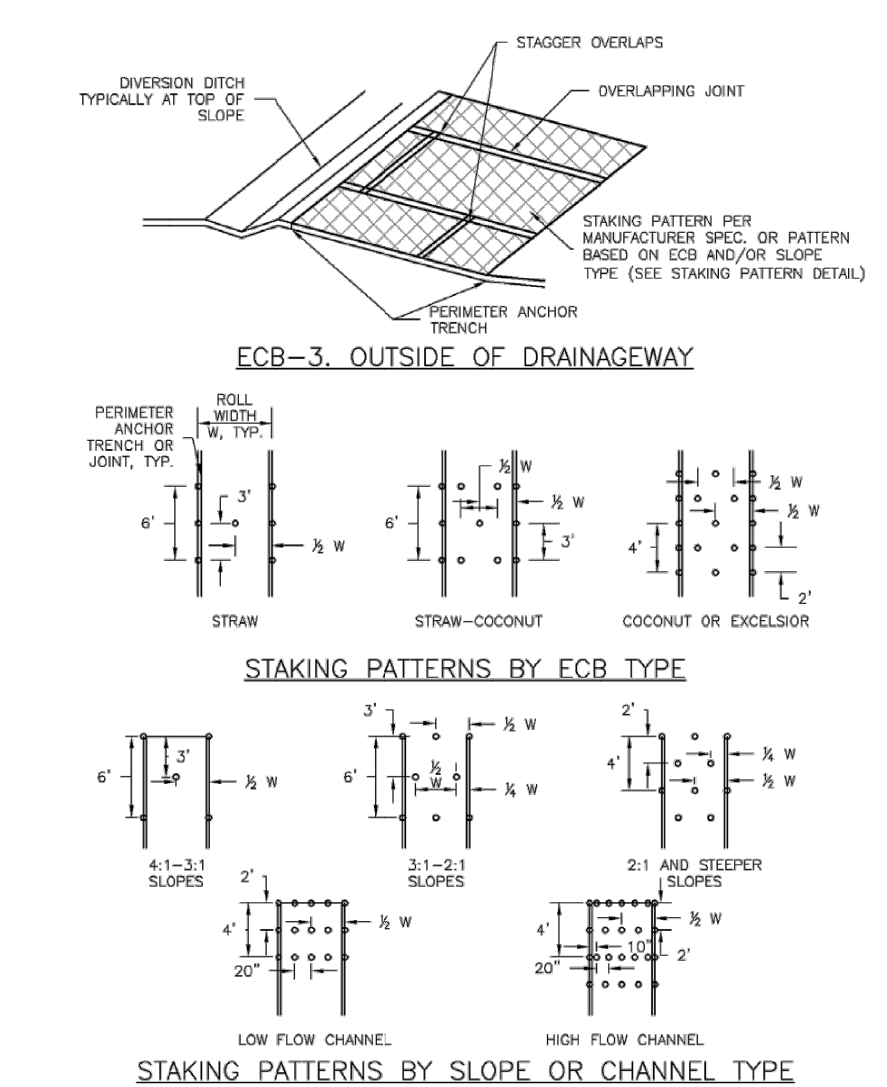 STAGGER OVERLAPS
DIVERSION DITCH
TYPICALLY AT TOP OF
SLOPE
OVERLAPPING JOINT
STAKING PATTERN PER
MANUFACTURER SPEC. OR PATTERN
BASED ON ECB AND/OR SLOPE
TYPE (SEE STAKING PATTERN DETAIL)
PERIMETER ANCHOR
TRENCH
ECB-3. OUTSIDE OF DRAINAGEWAY
PERIMETER
ANCHOR
TRENCH OR
JOINT, TYP.
ROLL
WIDTH
W, TYP.
3'
6'
½ W
STRAW
½ W
½ W
6'
3'
STRAW-COCONUT
½ W
½ W
4'
2'
COCONUT OR EXCELSIOR
STAKING PATTERNS BY ECB TYPE
3'
6'
½ W
4:1-3:1
SLOPES
3'
½ W
6'
½
W
¼ W
3:1-2:1
SLOPES
2'
4'
¼ W
½ W
2:1 AND STEEPER
SLOPES
2'
4'
½ W
20"
LOW FLOW CHANNEL
4'
½ W
10"
2'
20"
HIGH FLOW CHANNEL
STAKING PATTERNS BY SLOPE OR CHANNEL TYPE